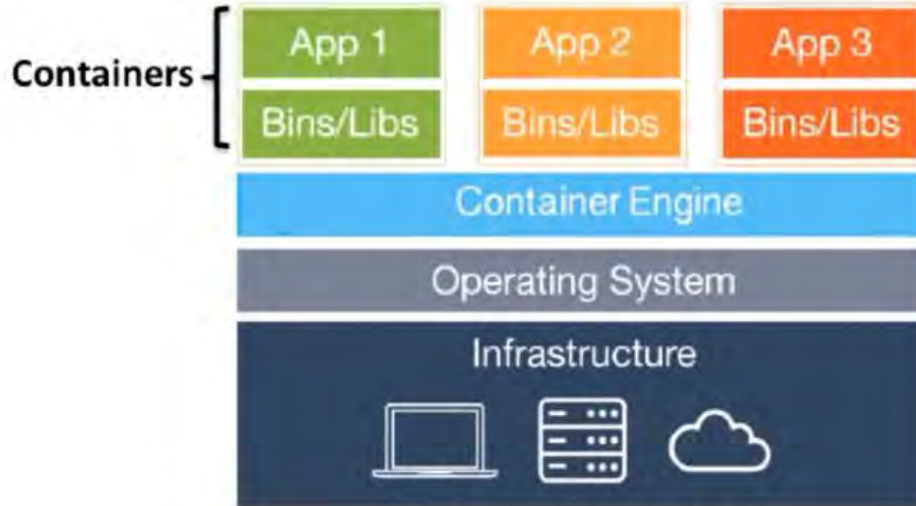 App 1 App 2 App 3
Containers
Bins/Libs Bins/Libs Bins/Libs
Container Engine
Operating System
Infrastructure